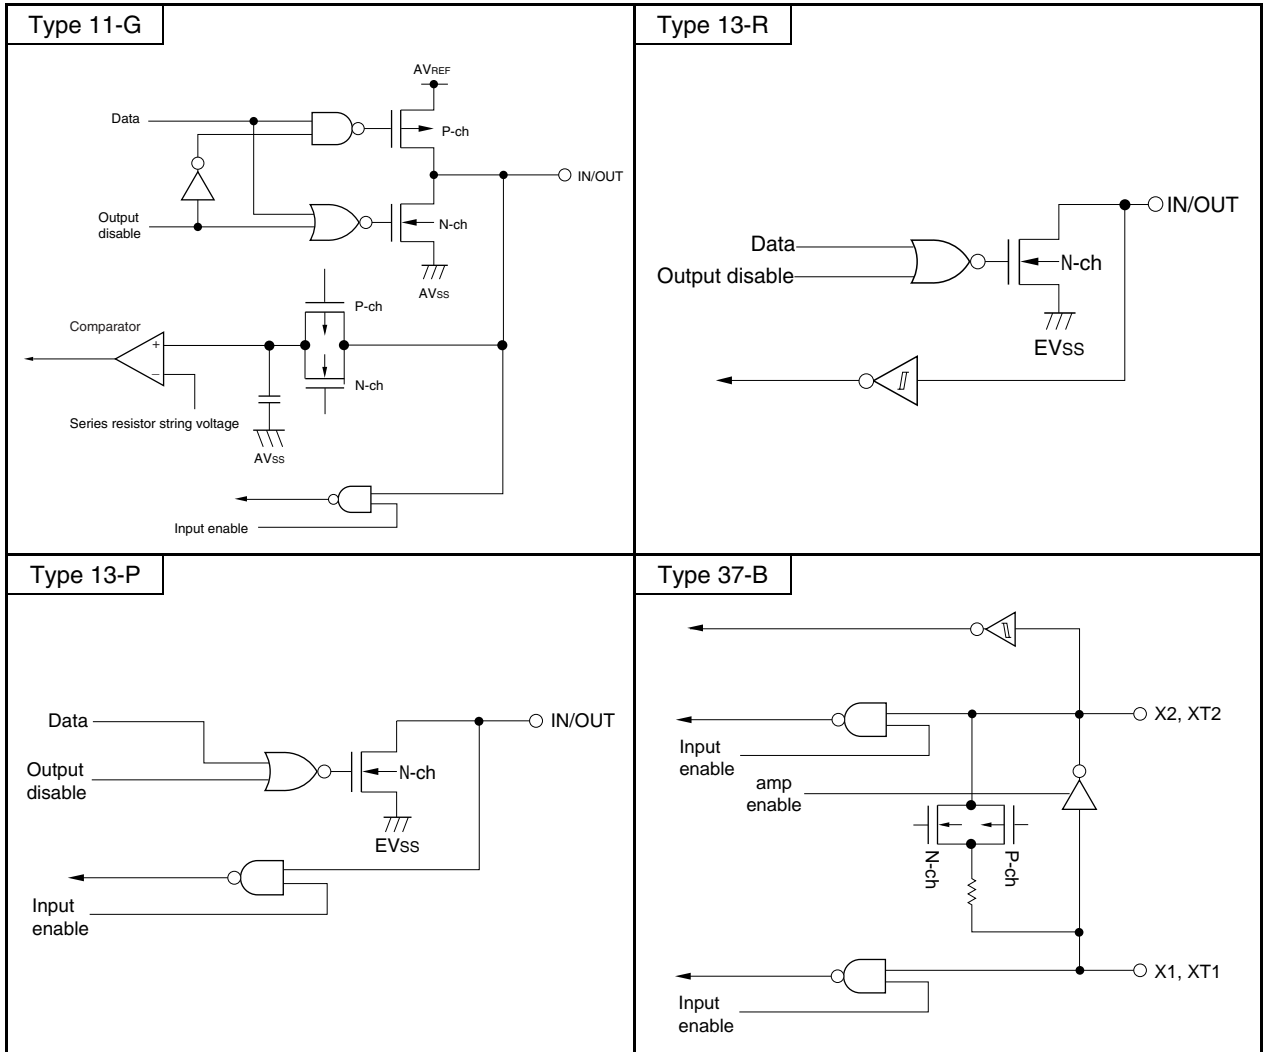 Type 11-G
AVREF
Data
P-ch
IN/OUT
Output
disable
N-ch
AVSS
P-ch
Comparator
+
−
N-ch
Series resistor string voltage
AVSS
Input enable
Type 13-R
IN/OUT
Data
Output disable
N-ch
EVSS
Type 13-P
Data
IN/OUT
Output
disable
N-ch
EVSS
Input
enable
Type 37-B
X2, XT2
Input
enable
amp
enable
N-ch
P-ch
X1, XT1
Input
enable